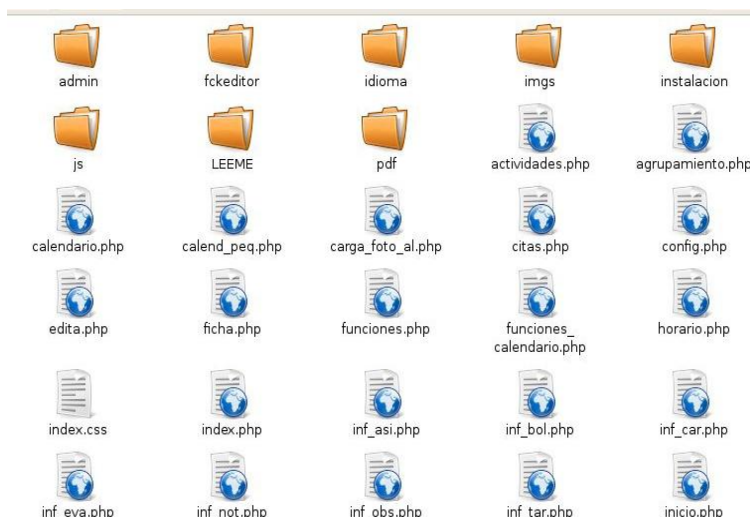 admin fckeditor idioma imgs instalacion
js LEEME pdf actividades.php agrupamiento.php
calendario.php calend_peq.php carga_foto_al.php citas.php config.php
edita.php ficha.php funciones.php funciones_ horario.php
calendario.php
index.css index.php inf_asi.php inf_bol.php inf_car.php
inf_eva.php inf_not.php inf_obs.php inf_tar.php inicio.php